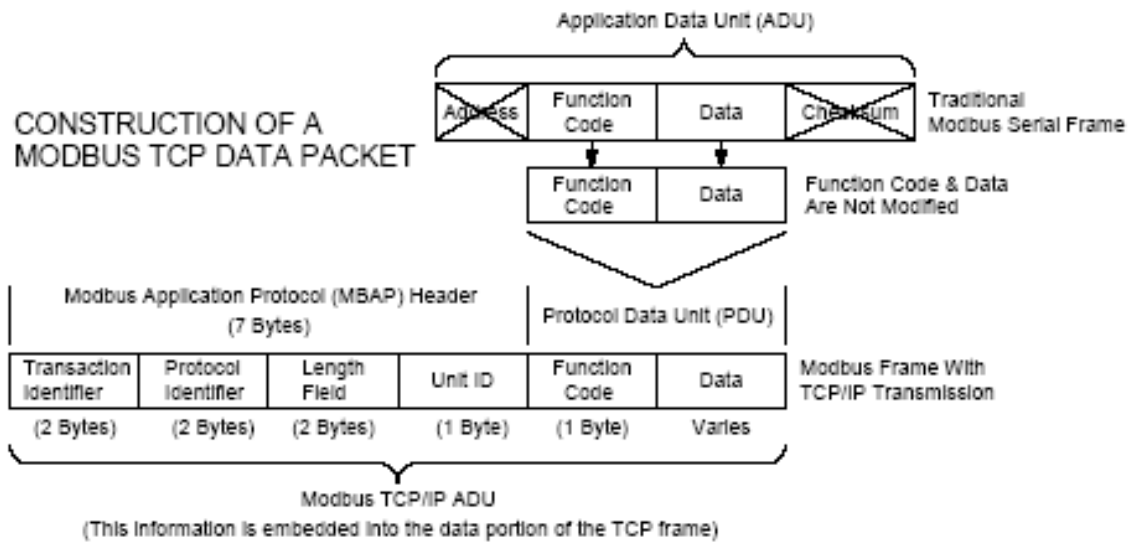 Application Data Unit (ADU)
CONSTRUCTION OF A
MODBUS TCP DATA PACKET
Address
Function
Code
Data
Checksum
Traditional
Modbus Serial Frame
Function
Code
Data
Function Code & Data
Are Not Modified
Modbus Application Protocol (MBAP) Header
(7 Bytes)
Protocol Data Unit (PDU)
Transaction
Identifier
Protocol
Identifier
Length
Field
Unit ID
Function
Code
Data
Modbus Frame With
TCP/IP Transmission
(2 Bytes)
(2 Bytes)
(2 Bytes)
(1 Byte)
(1 Byte)
Varies
Modbus TCP/IP ADU
(This information is embedded into the data portion of the TCP frame)